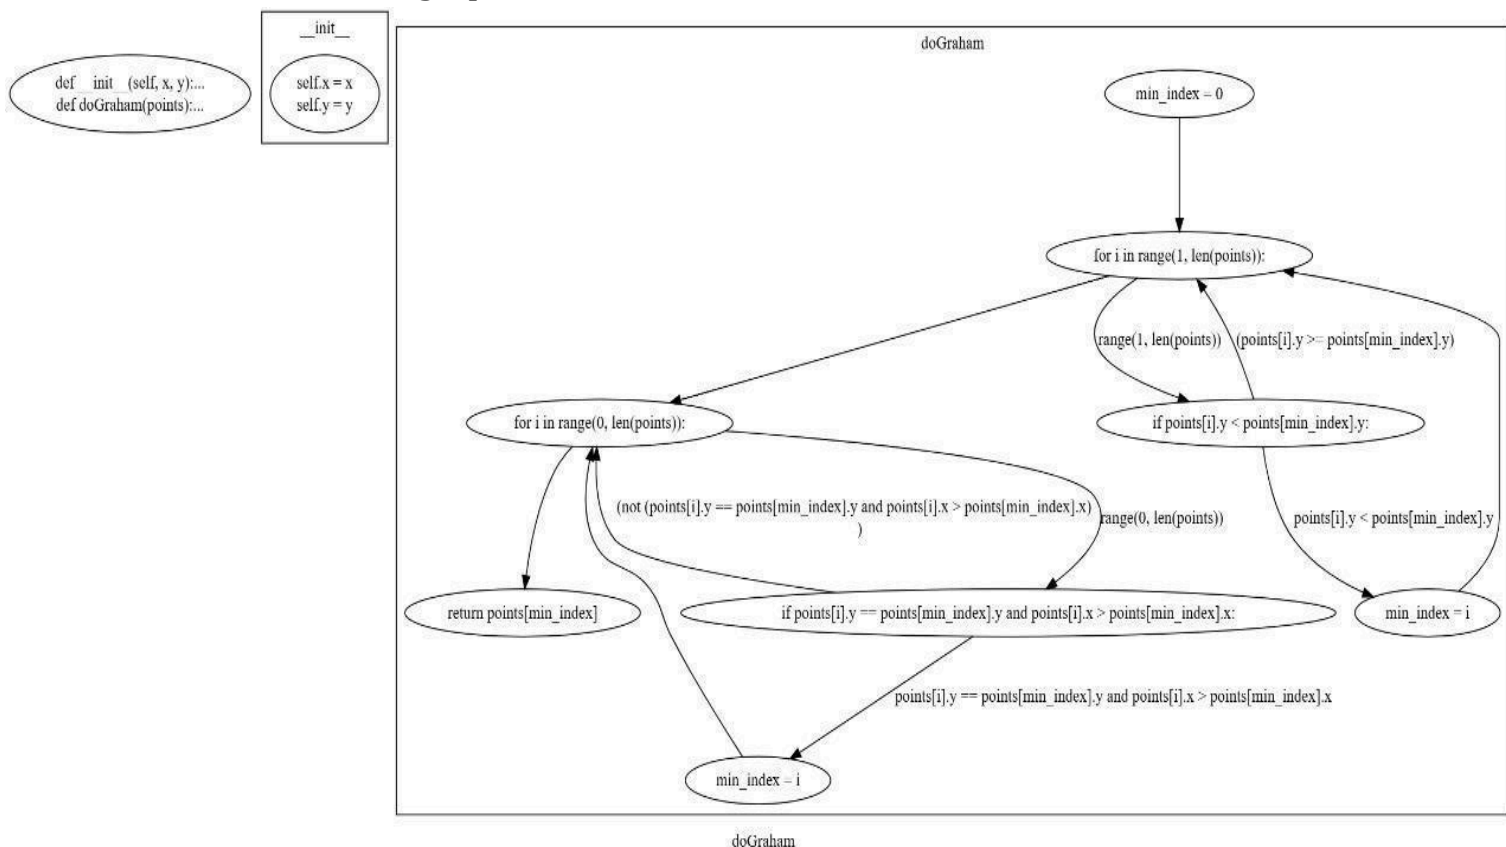 def __init__(self, x, y):...
def doGraham(points):...
__init__
self.x = x
self.y = y
doGraham
min_index = 0
for i in range(1, len(points)):
range(1, len(points))
(points[i].y >= points[min_index].y)
for i in range(0, len(points)):
if points[i].y < points[min_index].y:
(not (points[i].y == points[min_index].y and points[i].x > points[min_index].x)
)
range(0, len(points))
points[i].y < points[min_index].y
return points[min_index]
if points[i].y == points[min_index].y and points[i].x > points[min_index].x:
min_index = i
points[i].y == points[min_index].y and points[i].x > points[min_index].x
min_index = i
doGraham